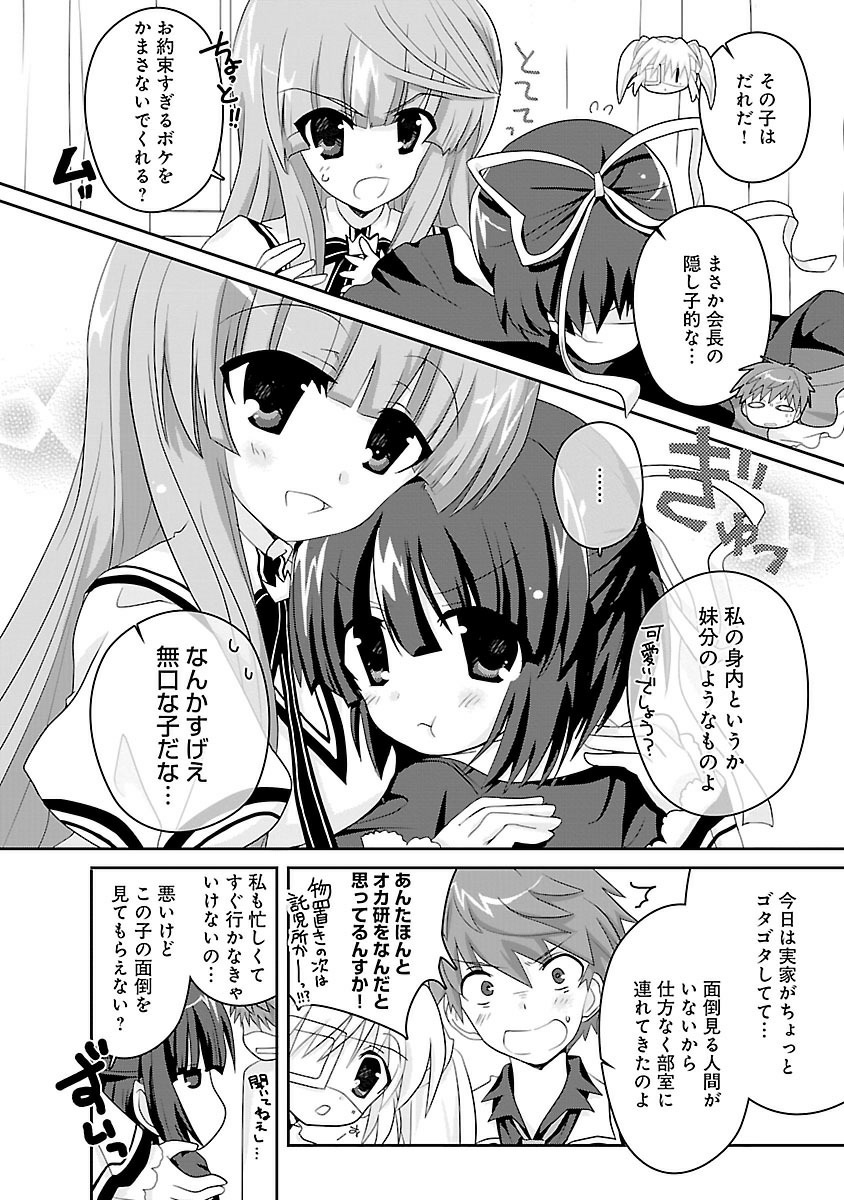 その子は
だれだ！
まさか会長の
隠し子的な…
とててて
お約束すぎるボケを
かまさないでくれる？
ちょっと!!
ムッ
ぎゅっ
……
私の身内というか
妹分のようなものよ
可愛いでしょう？
なんかすげえ
無口な子だな…
今日は実家がちょっと
ゴタゴタしてて…
面倒見る人間が
いないから
仕方なく部室に
連れてきたのよ
あんたほんと
オカ研をなんだと
思ってるんすか！
物置きの次は
託児所かーっ!!?
私も忙しくて
すぐ行かなきゃ
いけないの…
悪いけど
この子の面倒を
見てもらえない？
聞いてねぇし…
ずいっ